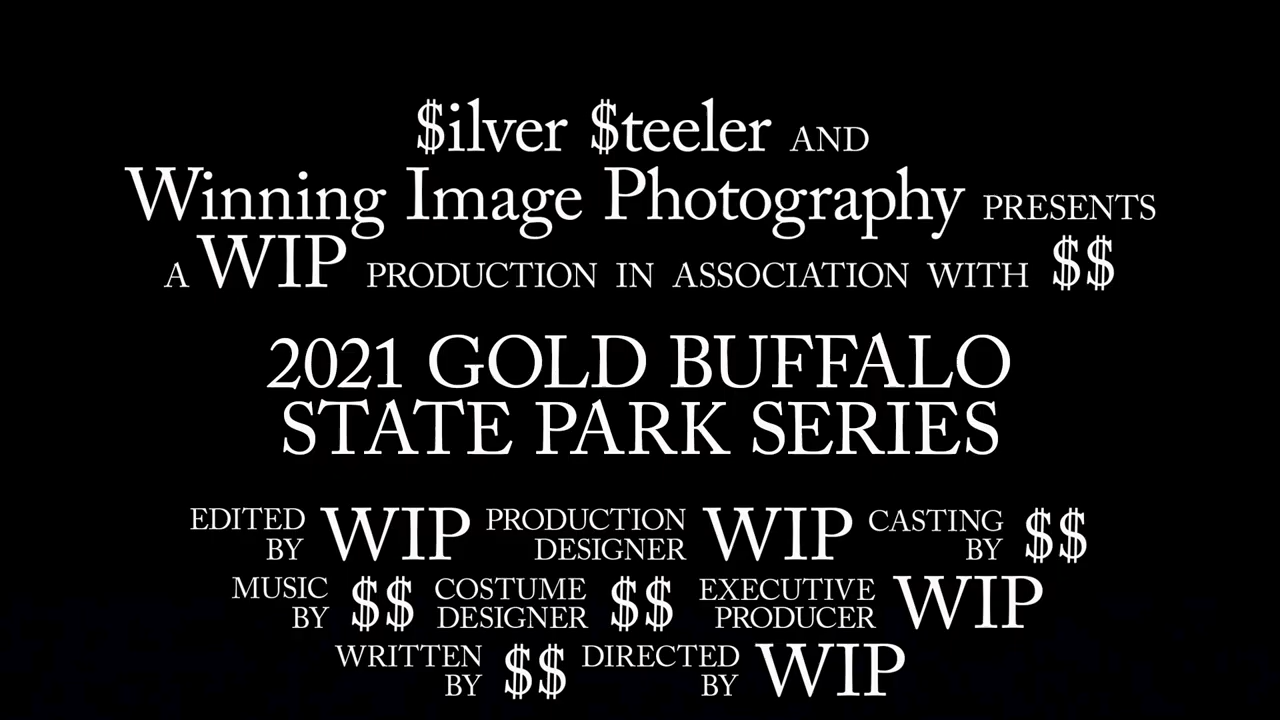 $ilver $teeler AND
Winning Image Photography PRESENTS
A WIP PRODUCTION IN ASSOCIATION WITH $$
2021 GOLD BUFFALO
STATE PARK SERIES
EDITED BY WIP PRODUCTION DESIGNER WIP CASTING BY $$
MUSIC BY $$ COSTUME DESIGNER $$ EXECUTIVE PRODUCER WIP
WRITTEN BY $$ DIRECTED BY WIP